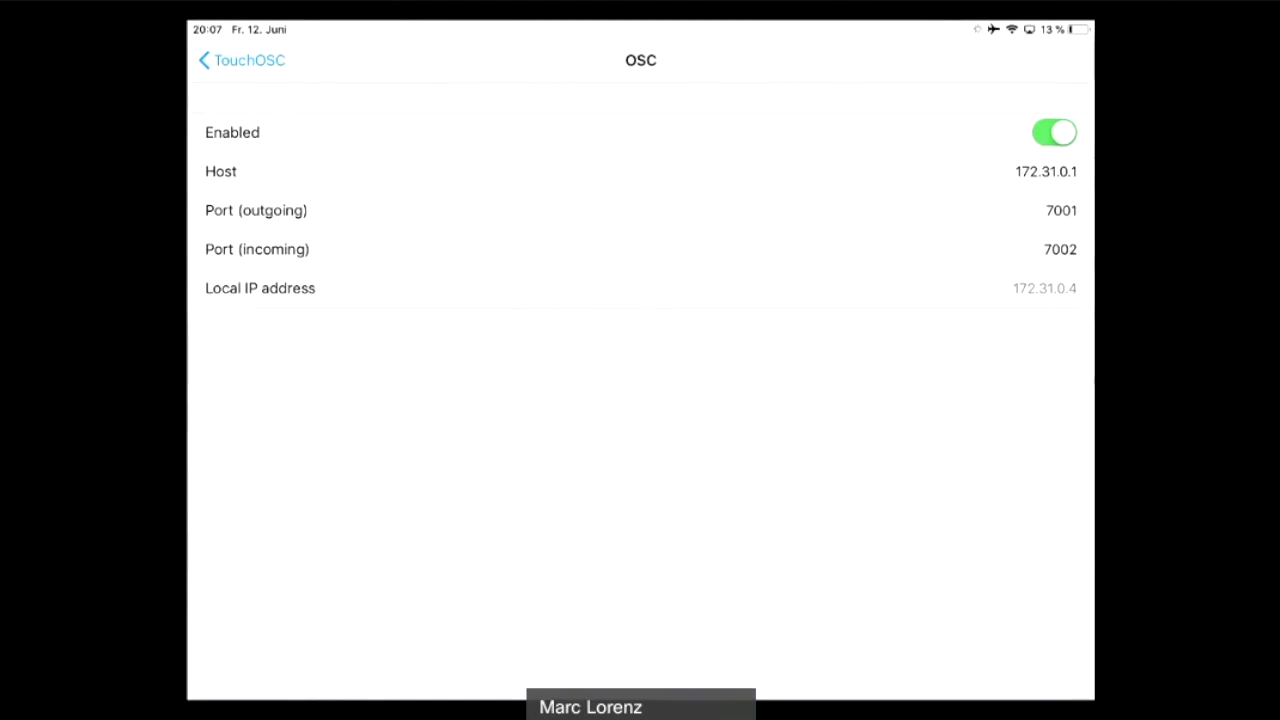 20:07 Fr. 12. Juni 13 %
TouchOSC OSC
Enabled
Host 172.31.0.1
Port (outgoing) 7001
Port (incoming) 7002
Local IP address 172.31.0.4
Marc Lorenz